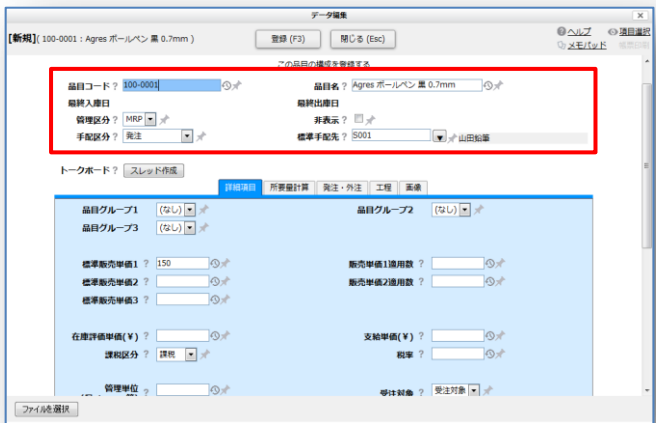 データ編集
[新規]( 100-0001 : Agres ボールペン 黒 0.7mm )
登録 (F3) 閉じる (Esc)
ヘルプ 項目選択
メモパッド 帳票印刷
この品目の構成を登録する
品目コード ? 100-0001 品目名 ? Agres ボールペン 黒 0.7mm
最終入庫日 最終出庫日
管理区分 ? MRP 非表示 ?
手配区分 ? 発注 標準手配先 ? S001 山田鉛筆
トークボード ? スレッド作成
詳細項目 所要量計算 発注・外注 工程 画像
品目グループ1 (なし) 品目グループ2 (なし)
品目グループ3 (なし)
標準販売単価1 ? 150 販売単価1適用数 ?
標準販売単価2 ? 販売単価2適用数 ?
標準販売単価3 ?
在庫評価単価(¥) ? 支給単価(¥) ?
課税区分 ? 課税 税率 ?
管理単位 ? 受注対象 ? 受注対象
ファイルを選択